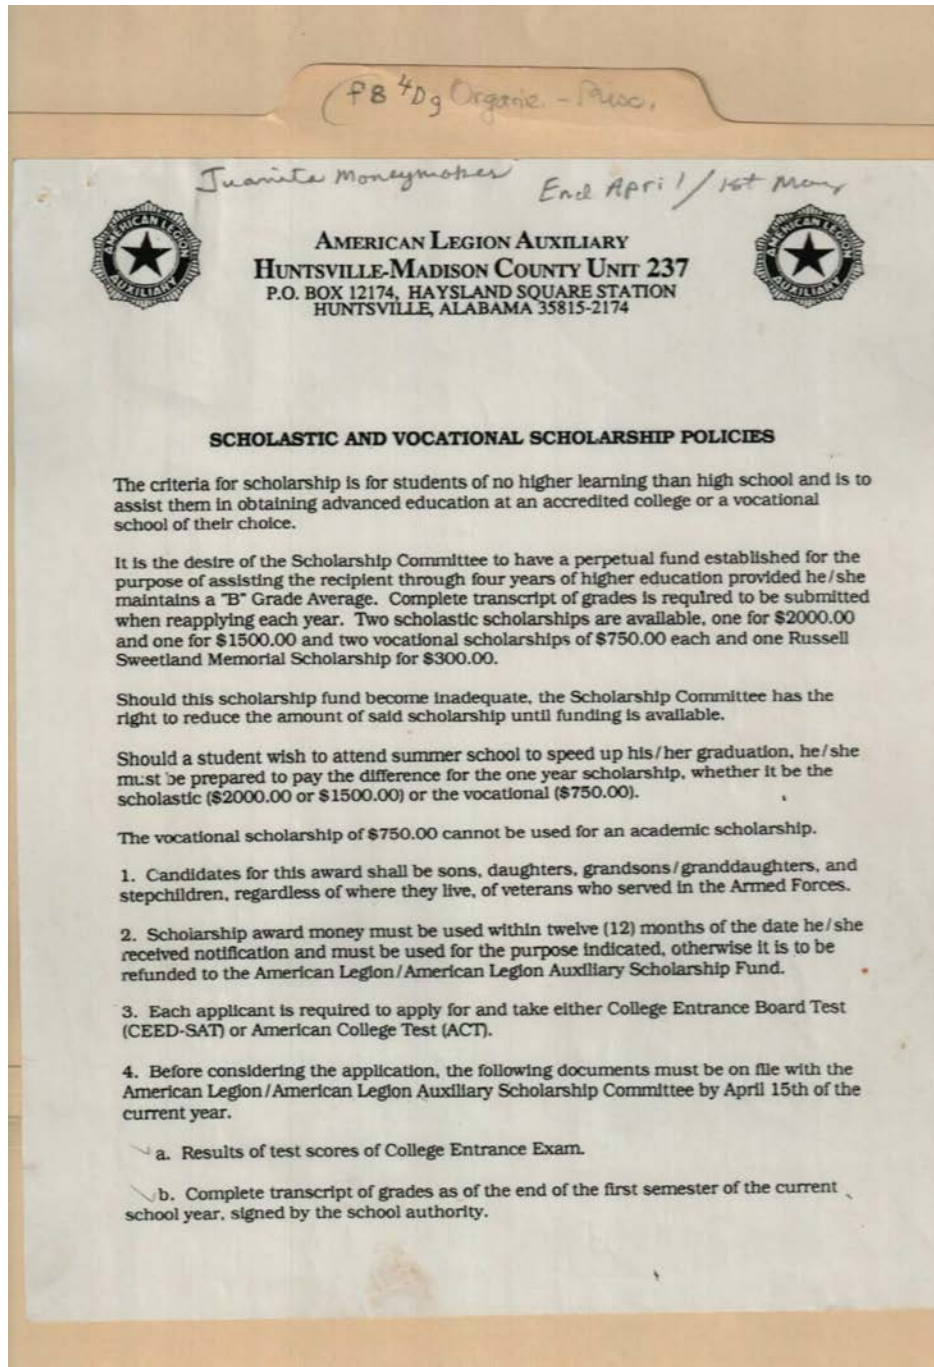 (f8 4Dg Organiz. - Misc.
Juanita Moneymaker
End April / 1st May
AMERICAN LEGION
AUXILIARY
AMERICAN LEGION
AUXILIARY
AMERICAN LEGION AUXILIARY
HUNTSVILLE-MADISON COUNTY UNIT 237
P.O. BOX 12174, HAYSLAND SQUARE STATION
HUNTSVILLE, ALABAMA 35815-2174
SCHOLASTIC AND VOCATIONAL SCHOLARSHIP POLICIES
The criteria for scholarship is for students of no higher learning than high school and is to
assist them in obtaining advanced education at an accredited college or a vocational
school of their choice.
It is the desire of the Scholarship Committee to have a perpetual fund established for the
purpose of assisting the recipient through four years of higher education provided he/she
maintains a "B" Grade Average. Complete transcript of grades is required to be submitted
when reapplying each year. Two scholastic scholarships are available, one for $2000.00
and one for $1500.00 and two vocational scholarships of $750.00 each and one Russell
Sweetland Memorial Scholarship for $300.00.
Should this scholarship fund become inadequate, the Scholarship Committee has the
right to reduce the amount of said scholarship until funding is available.
Should a student wish to attend summer school to speed up his/her graduation, he/she
must be prepared to pay the difference for the one year scholarship, whether it be the
scholastic ($2000.00 or $1500.00) or the vocational ($750.00).
The vocational scholarship of $750.00 cannot be used for an academic scholarship.
1. Candidates for this award shall be sons, daughters, grandsons/granddaughters, and
stepchildren, regardless of where they live, of veterans who served in the Armed Forces.
2. Scholarship award money must be used within twelve (12) months of the date he/she
received notification and must be used for the purpose indicated, otherwise it is to be
refunded to the American Legion/American Legion Auxiliary Scholarship Fund.
3. Each applicant is required to apply for and take either College Entrance Board Test
(CEED-SAT) or American College Test (ACT).
4. Before considering the application, the following documents must be on file with the
American Legion/American Legion Auxiliary Scholarship Committee by April 15th of the
current year.
a. Results of test scores of College Entrance Exam.
b. Complete transcript of grades as of the end of the first semester of the current
school year, signed by the school authority.